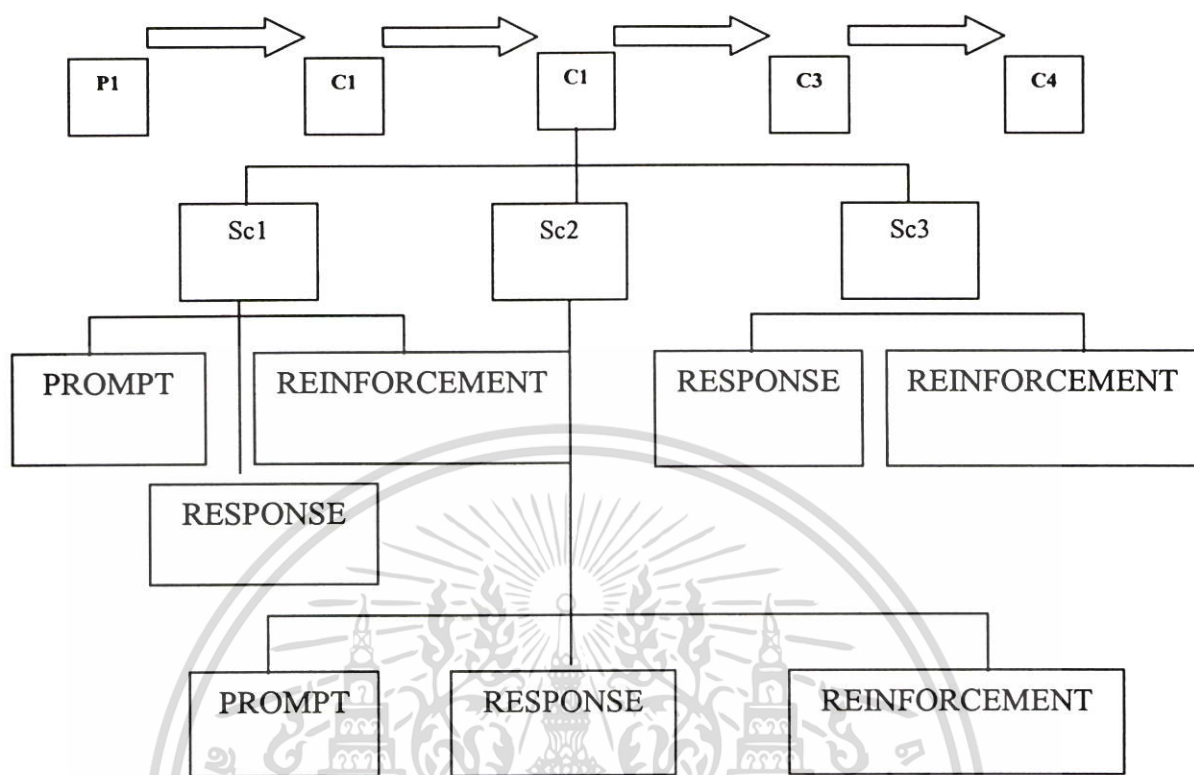 P1
C1
C1
C3
C4
Sc1
Sc2
Sc3
PROMPT
REINFORCEMENT
RESPONSE
REINFORCEMENT
RESPONSE
PROMPT
RESPONSE
REINFORCEMENT